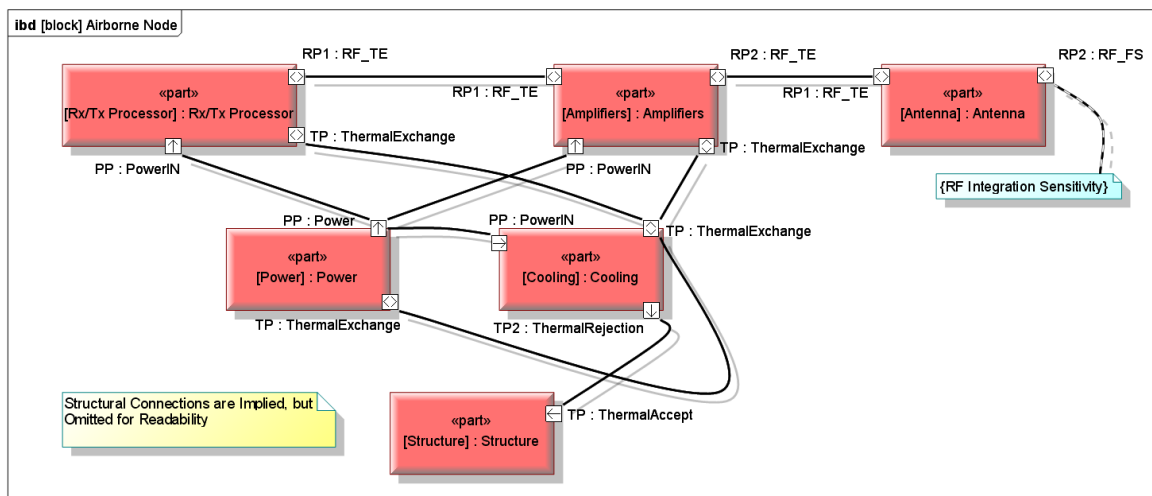 ibd [block] Airborne Node
RP1 : RF_TE
RP2 : RF_TE
RP2 : RF_FS
«part»
[Rx/Tx Processor] : Rx/Tx Processor
RP1 : RF_TE
«part»
[Amplifiers] : Amplifiers
RP1 : RF_TE
«part»
[Antenna] : Antenna
TP : ThermalExchange
TP : ThermalExchange
PP : PowerIN
PP : PowerIN
{RF Integration Sensitivity}
PP : Power
PP : PowerIN
TP : ThermalExchange
«part»
[Power] : Power
«part»
[Cooling] : Cooling
TP : ThermalExchange
TP2 : ThermalRejection
Structural Connections are Implied, but
Omitted for Readability
«part»
[Structure] : Structure
TP : ThermalAccept